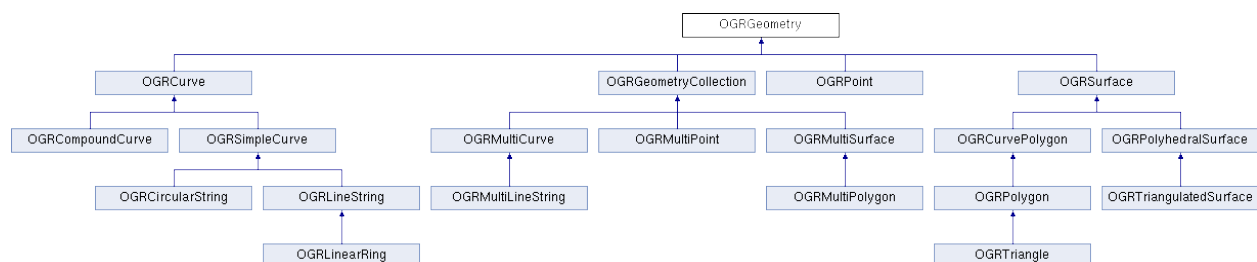 OGRGeometry
OGRCurve
OGRGeometryCollection
OGRPoint
OGRSurface
OGRCompoundCurve
OGRSimpleCurve
OGRMultiCurve
OGRMultiPoint
OGRMultiSurface
OGRCurvePolygon
OGRPolyhedralSurface
OGRCircularString
OGRLineString
OGRMultiLineString
OGRMultiPolygon
OGRPolygon
OGRTriangulatedSurface
OGRLinearRing
OGRTriangle